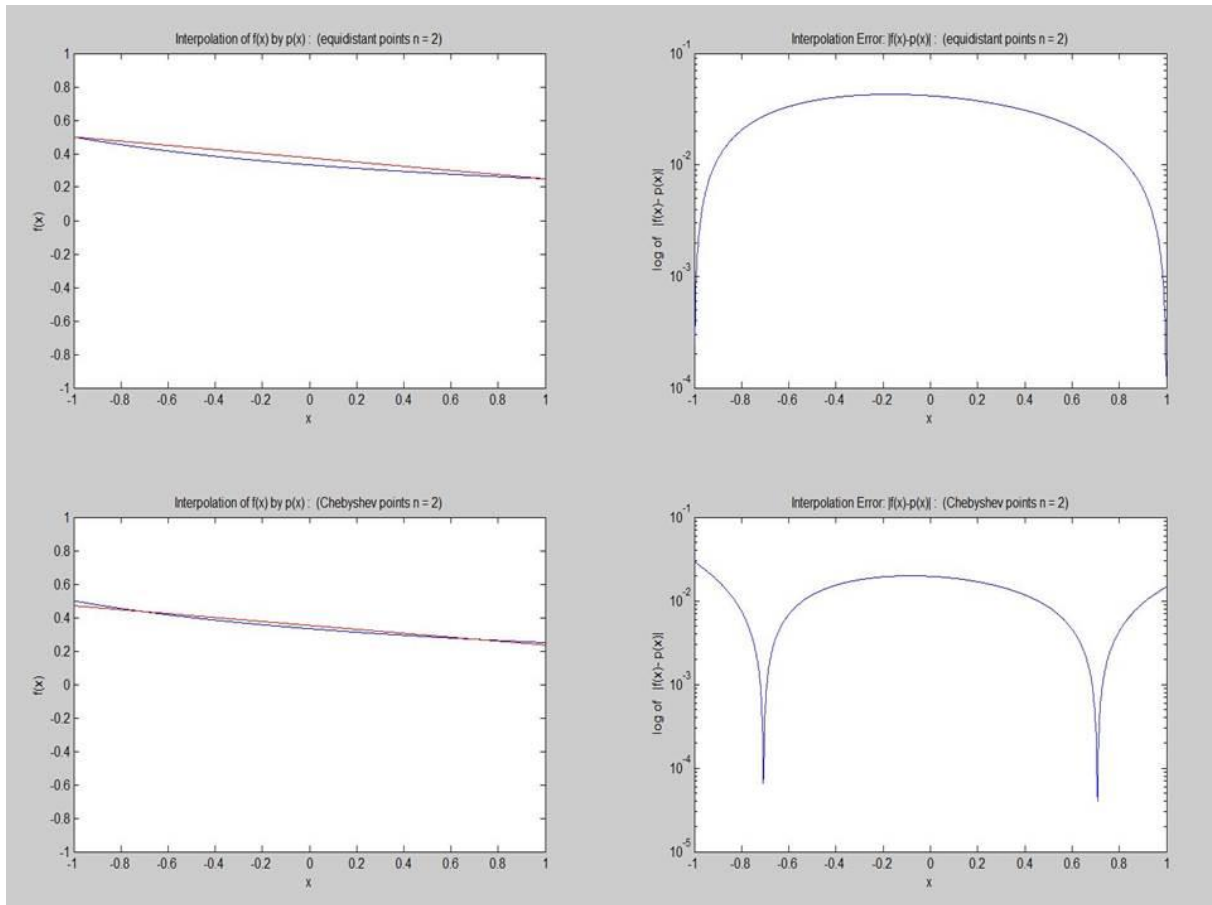 Interpolation of f(x) by p(x) : (equidistant points n = 2)
1
0.8
0.6
0.4
0.2
0
-0.2
-0.4
-0.6
-0.8
-1
f(x)
-1 -0.8 -0.6 -0.4 -0.2 0 0.2 0.4 0.6 0.8 1
x
Interpolation Error: |f(x)-p(x)| : (equidistant points n = 2)
10^-1
10^-2
10^-3
10^-4
log of |f(x)- p(x)|
-1 -0.8 -0.6 -0.4 -0.2 0 0.2 0.4 0.6 0.8 1
x
Interpolation of f(x) by p(x) : (Chebyshev points n = 2)
1
0.8
0.6
0.4
0.2
0
-0.2
-0.4
-0.6
-0.8
-1
f(x)
-1 -0.8 -0.6 -0.4 -0.2 0 0.2 0.4 0.6 0.8 1
x
Interpolation Error: |f(x)-p(x)| : (Chebyshev points n = 2)
10^-1
10^-2
10^-3
10^-4
10^-5
log of |f(x)- p(x)|
-1 -0.8 -0.6 -0.4 -0.2 0 0.2 0.4 0.6 0.8 1
x